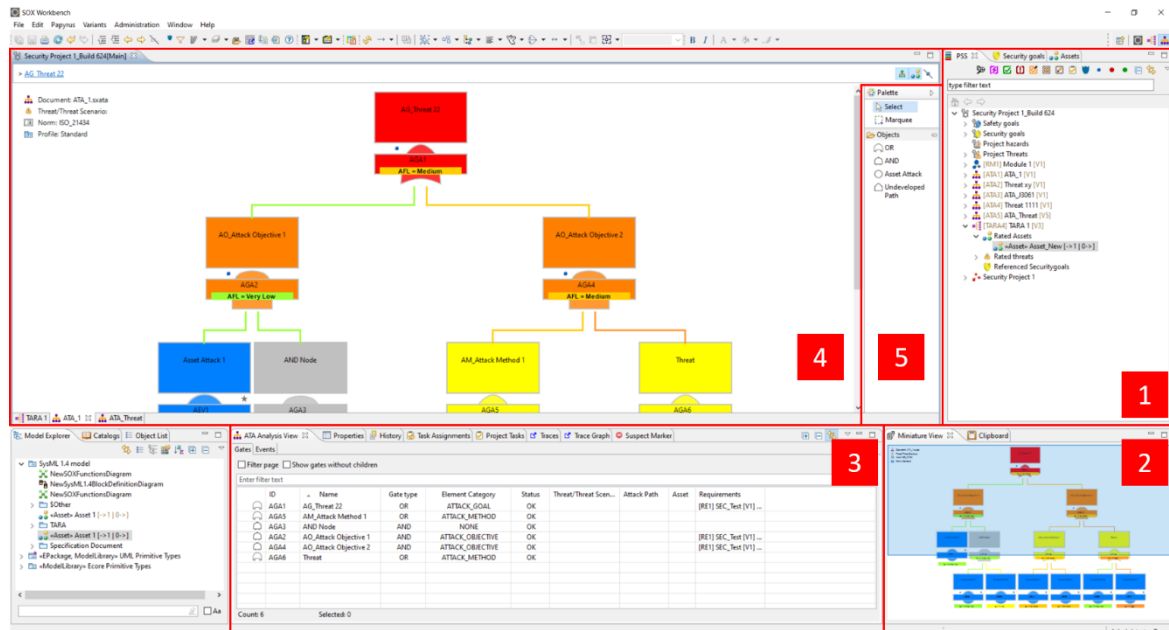 SOX Workbench
File Edit Papyrus Variants Administration Window Help
Security Project 1_Build 624[Main]
> AG_Threat 22
Document: ATA_1.sxata
Threat/Threat Scenario:
Norm: ISO_21434
Profile: Standard
AG_Threat 22
AGA1
AFL = Medium
AO_Attack Objective 1
AGA2
AFL = Very Low
AO_Attack Objective 2
AGA4
AFL = Medium
Asset Attack 1
AEV1
AND Node
AGA3
AM_Attack Method 1
AGA5
Threat
AGA6
4
TARA 1 ATA_1 ATA_Threat
Palette
Select
Marquee
Objects
OR
AND
Asset Attack
Undeveloped
Path
5
PSS Security goals Assets
type filter text
Security Project 1_Build 624
Safety goals
Security goals
Project hazards
Project Threats
[RM1] Module 1 [V1]
[ATA1] ATA_1 [V1]
[ATA2] Threat xy [V1]
[ATA3] ATA_J3061 [V1]
[ATA4] Threat 1111 [V1]
[ATA5] ATA_Threat [V5]
[TARA4] TARA 1 [V3]
Rated Assets
«Asset» Asset_New [->1 | 0->]
Rated threats
Referenced Securitygoals
Security Project 1
1
Model Explorer Catalogs Object List
SysML 1.4 model
NewSOXFunctionsDiagram
NewSysML1.4BlockDefinitionDiagram
NewSOXFunctionsDiagram
$Other
«Asset» Asset 1 [->1 | 0->]
TARA
«Asset» Asset 1 [->1 | 0->]
Specification Document
«EPackage, ModelLibrary» UML Primitive Types
«ModelLibrary» Ecore Primitive Types
Aa
ATA Analysis View Properties History Task Assignments Project Tasks Traces Trace Graph Suspect Marker
3
Gates Events
Filter page Show gates without children
Enter filter text
ID Name Gate type Element Category Status Threat/Threat Scen... Attack Path Asset Requirements
AGA1 AG_Threat 22 OR ATTACK_GOAL OK [RE1] SEC_Test [V1] ...
AGA5 AM_Attack Method 1 OR ATTACK_METHOD OK
AGA3 AND Node AND NONE OK
AGA2 AO_Attack Objective 1 AND ATTACK_OBJECTIVE OK [RE1] SEC_Test [V1] ...
AGA4 AO_Attack Objective 2 AND ATTACK_OBJECTIVE OK [RE1] SEC_Test [V1] ...
AGA6 Threat OR ATTACK_METHOD OK
Count: 6 Selected: 0
Miniature View Clipboard
2